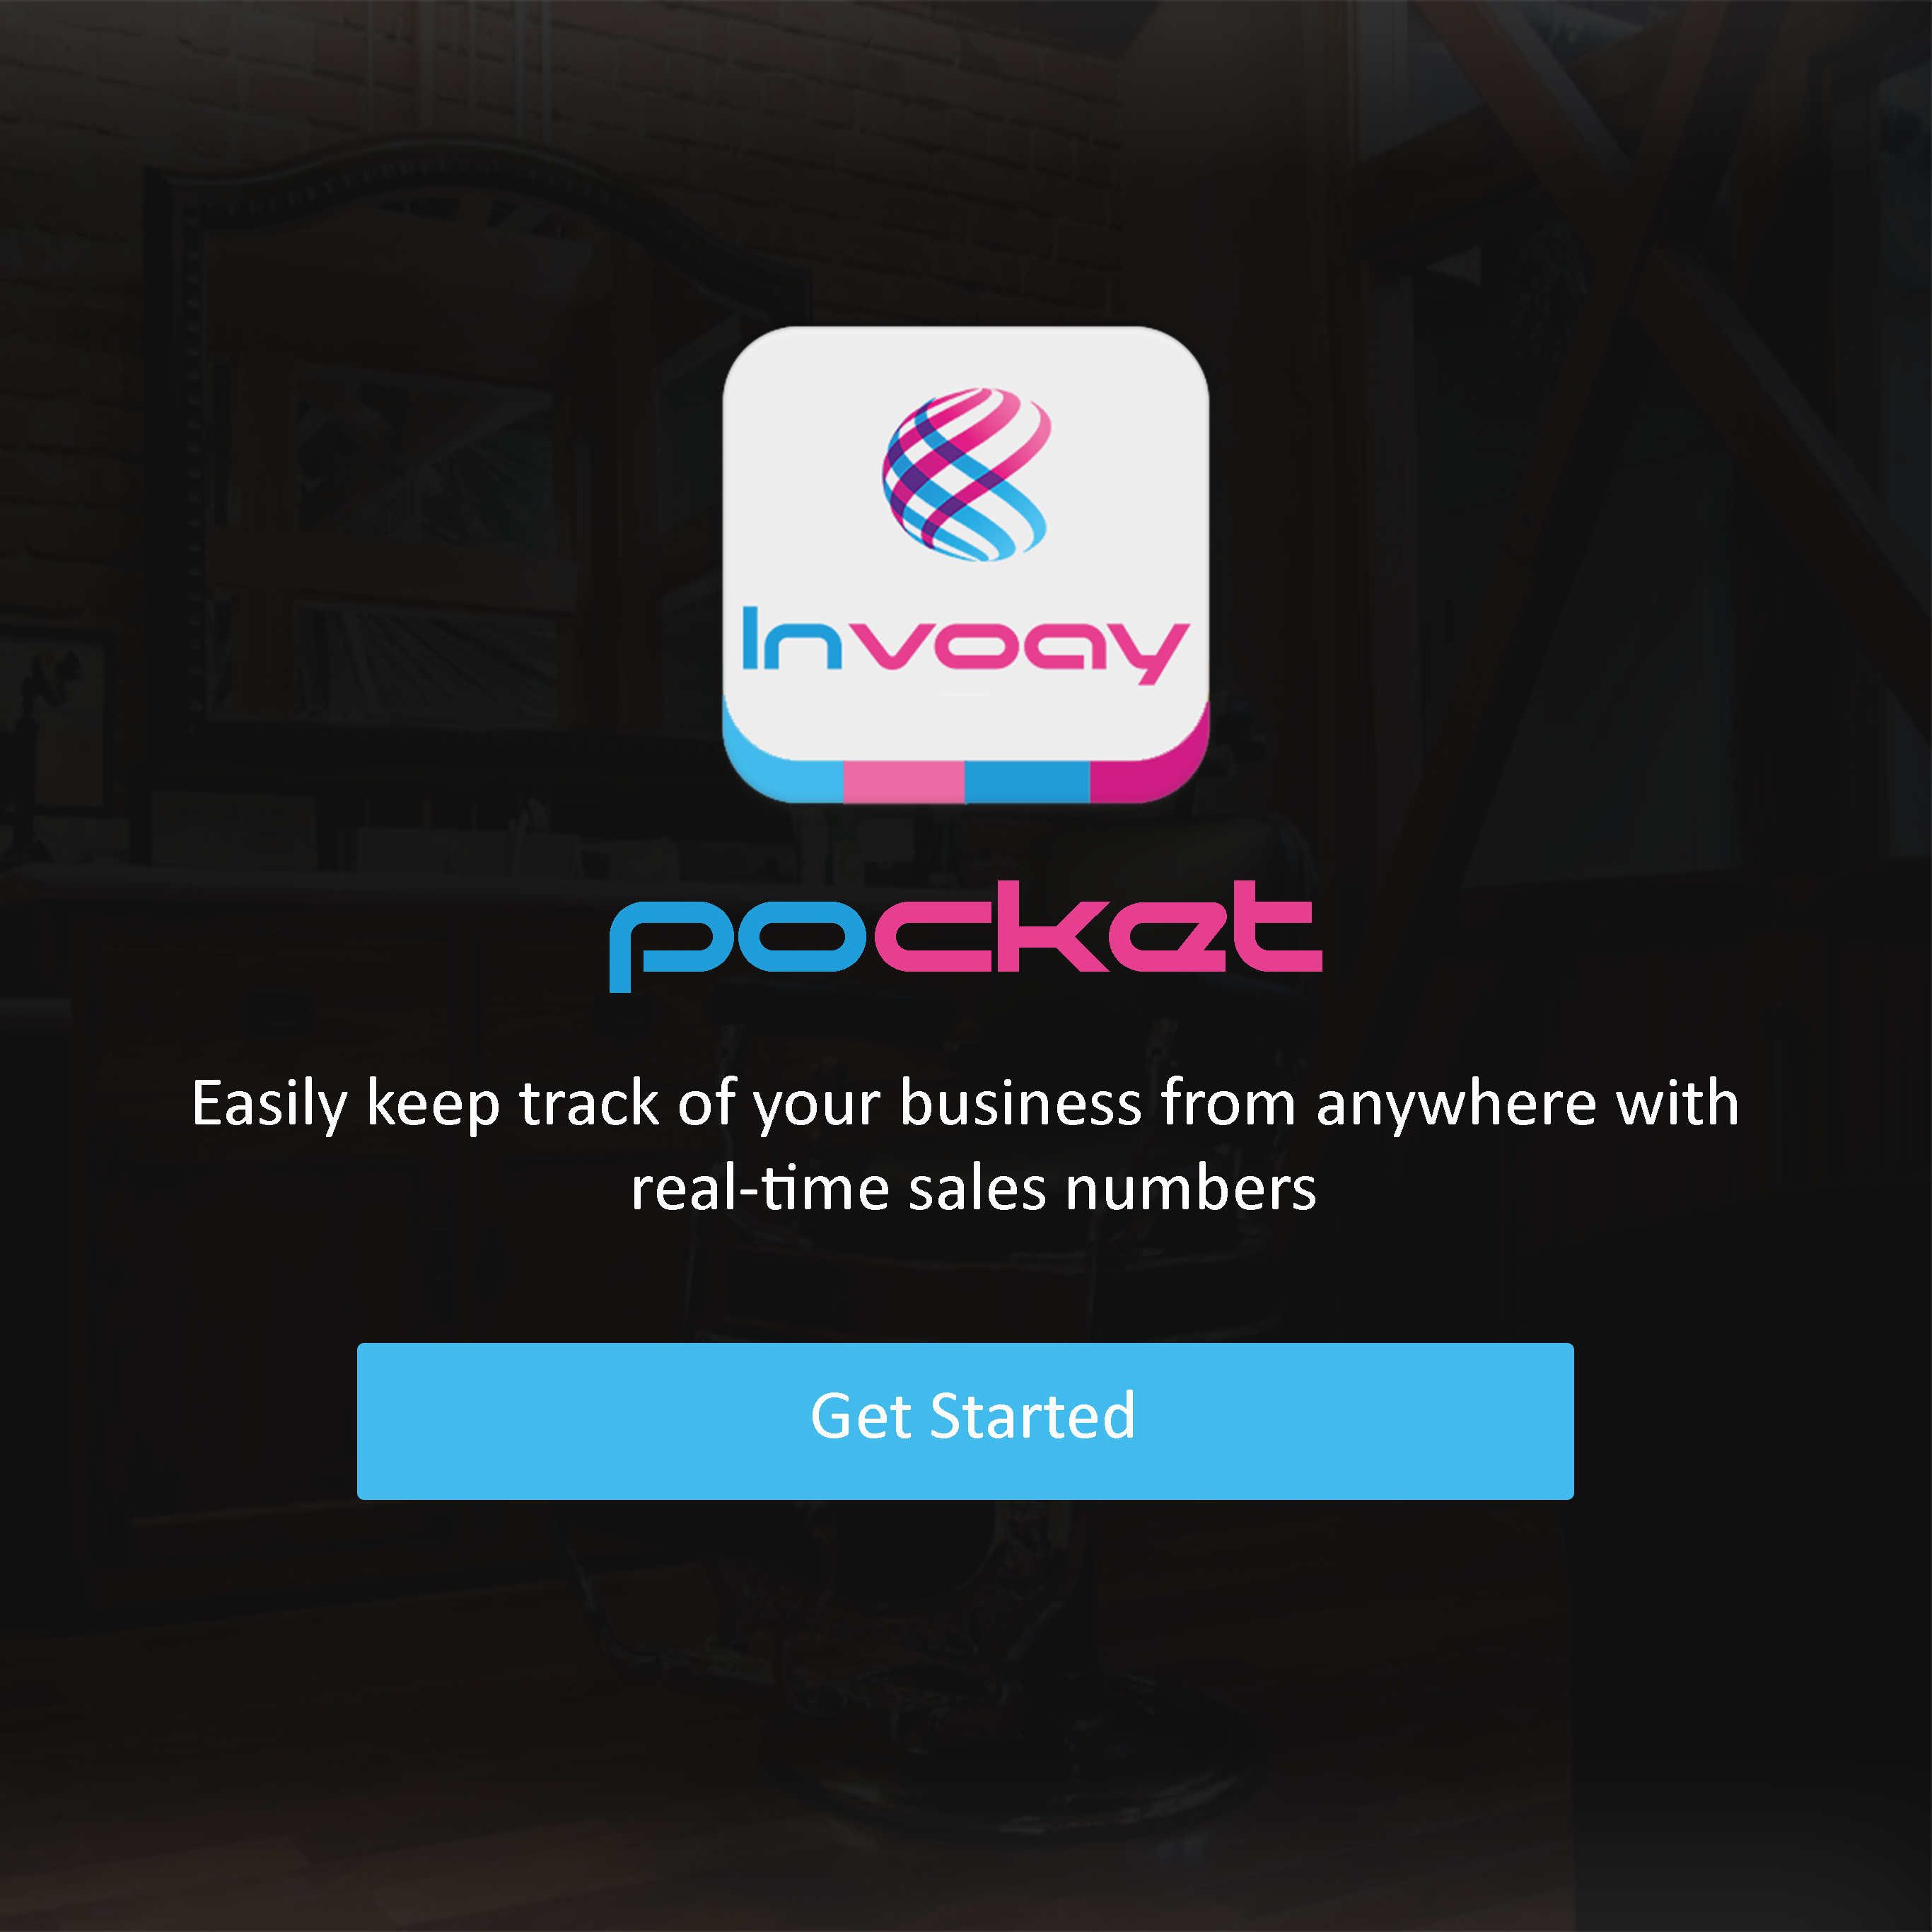 Invoay
pocket
Easily keep track of your business from anywhere with
real-time sales numbers
Get Started